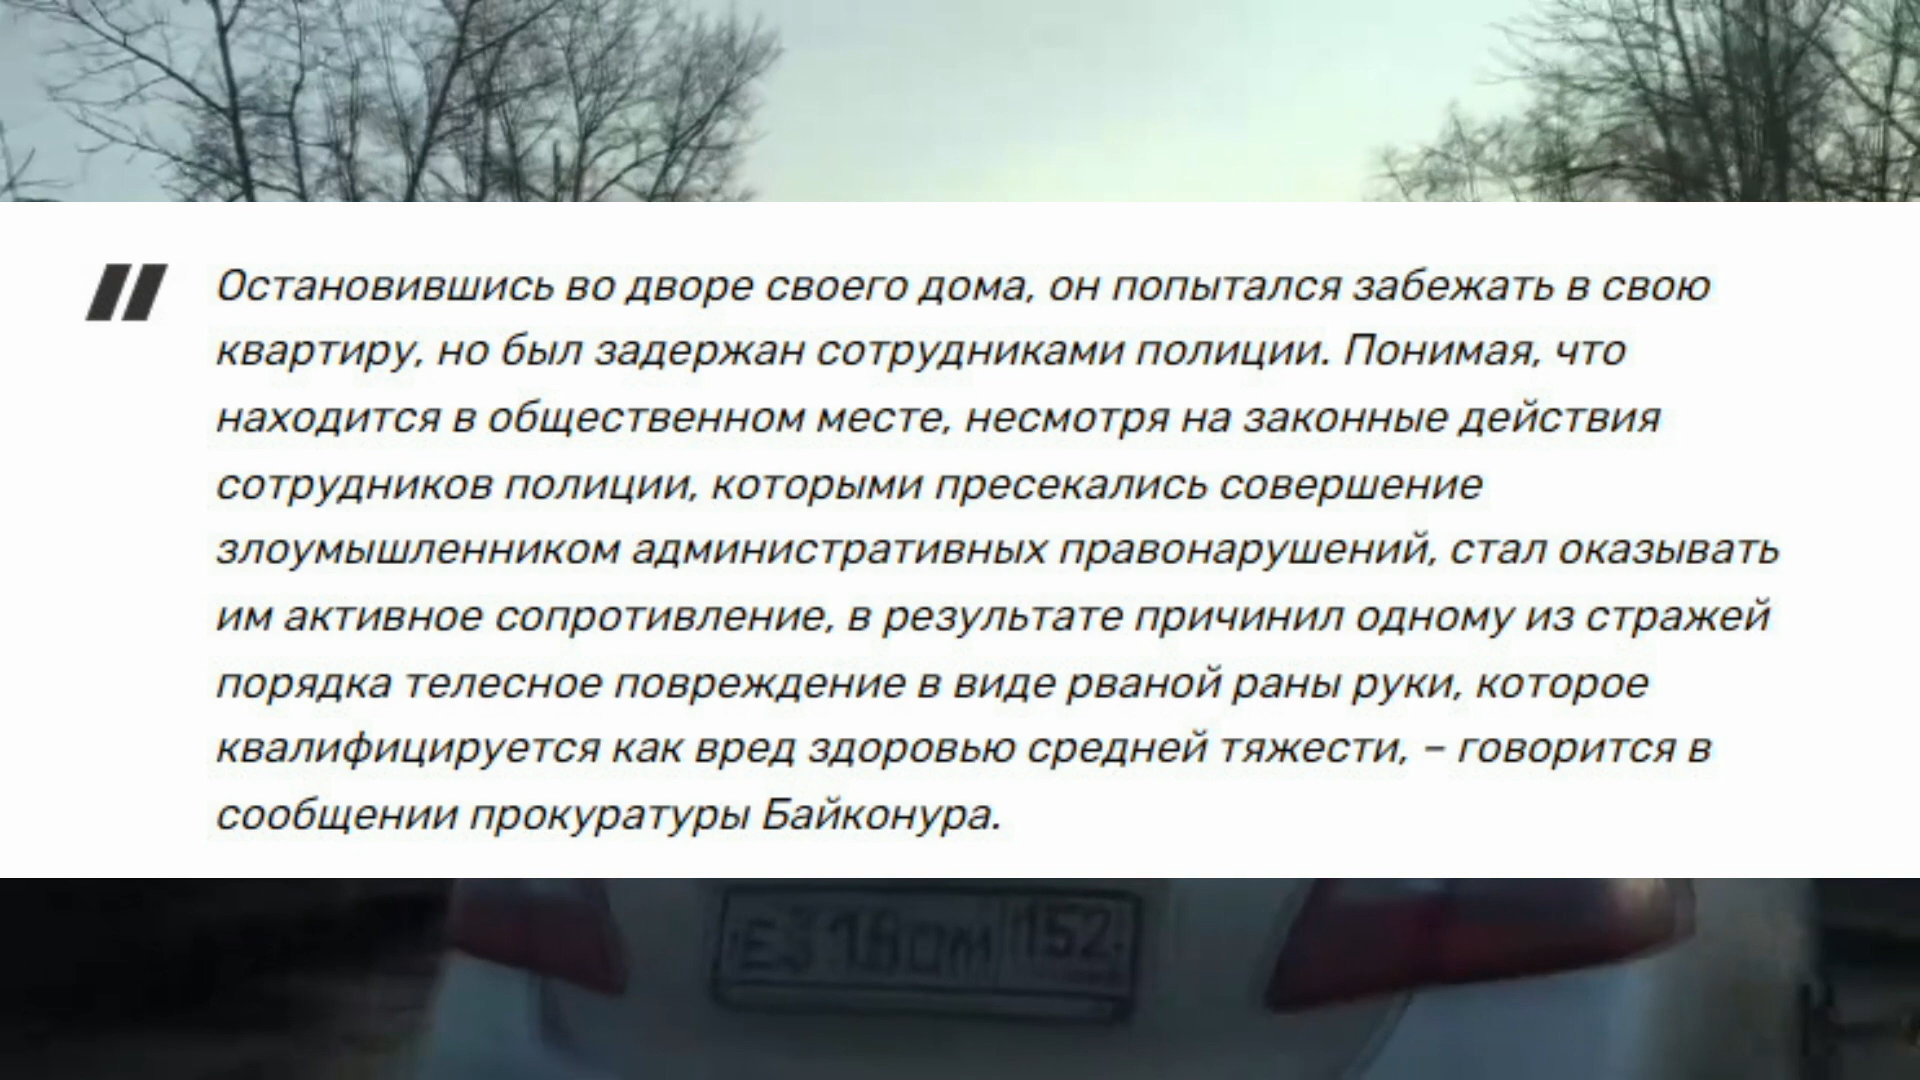 Остановившись во дворе своего дома, он попытался забежать в свою
квартиру, но был задержан сотрудниками полиции. Понимая, что
находится в общественном месте, несмотря на законные действия
сотрудников полиции, которыми пресекались совершение
злоумышленником административных правонарушений, стал оказывать
им активное сопротивление, в результате причинил одному из стражей
порядка телесное повреждение в виде рваной раны руки, которое
квалифицируется как вред здоровью средней тяжести, – говорится в
сообщении прокуратуры Байконура.
152